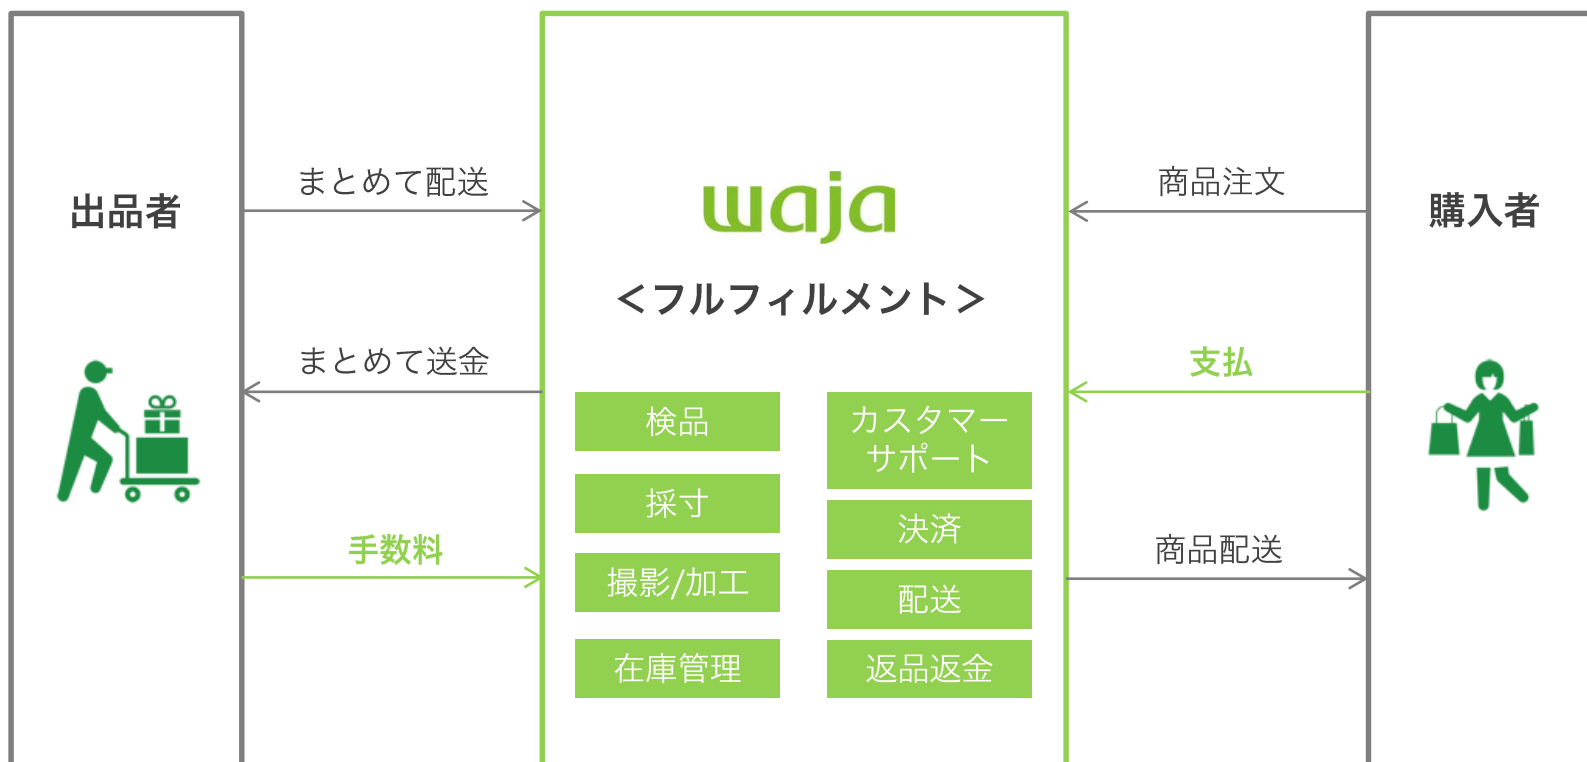 出品者
まとめて配送
まとめて送金
手数料
waja
＜フルフィルメント＞
検品
採寸
撮影/加工
在庫管理
カスタマー
サポート
決済
配送
返品返金
商品注文
支払
商品配送
購入者